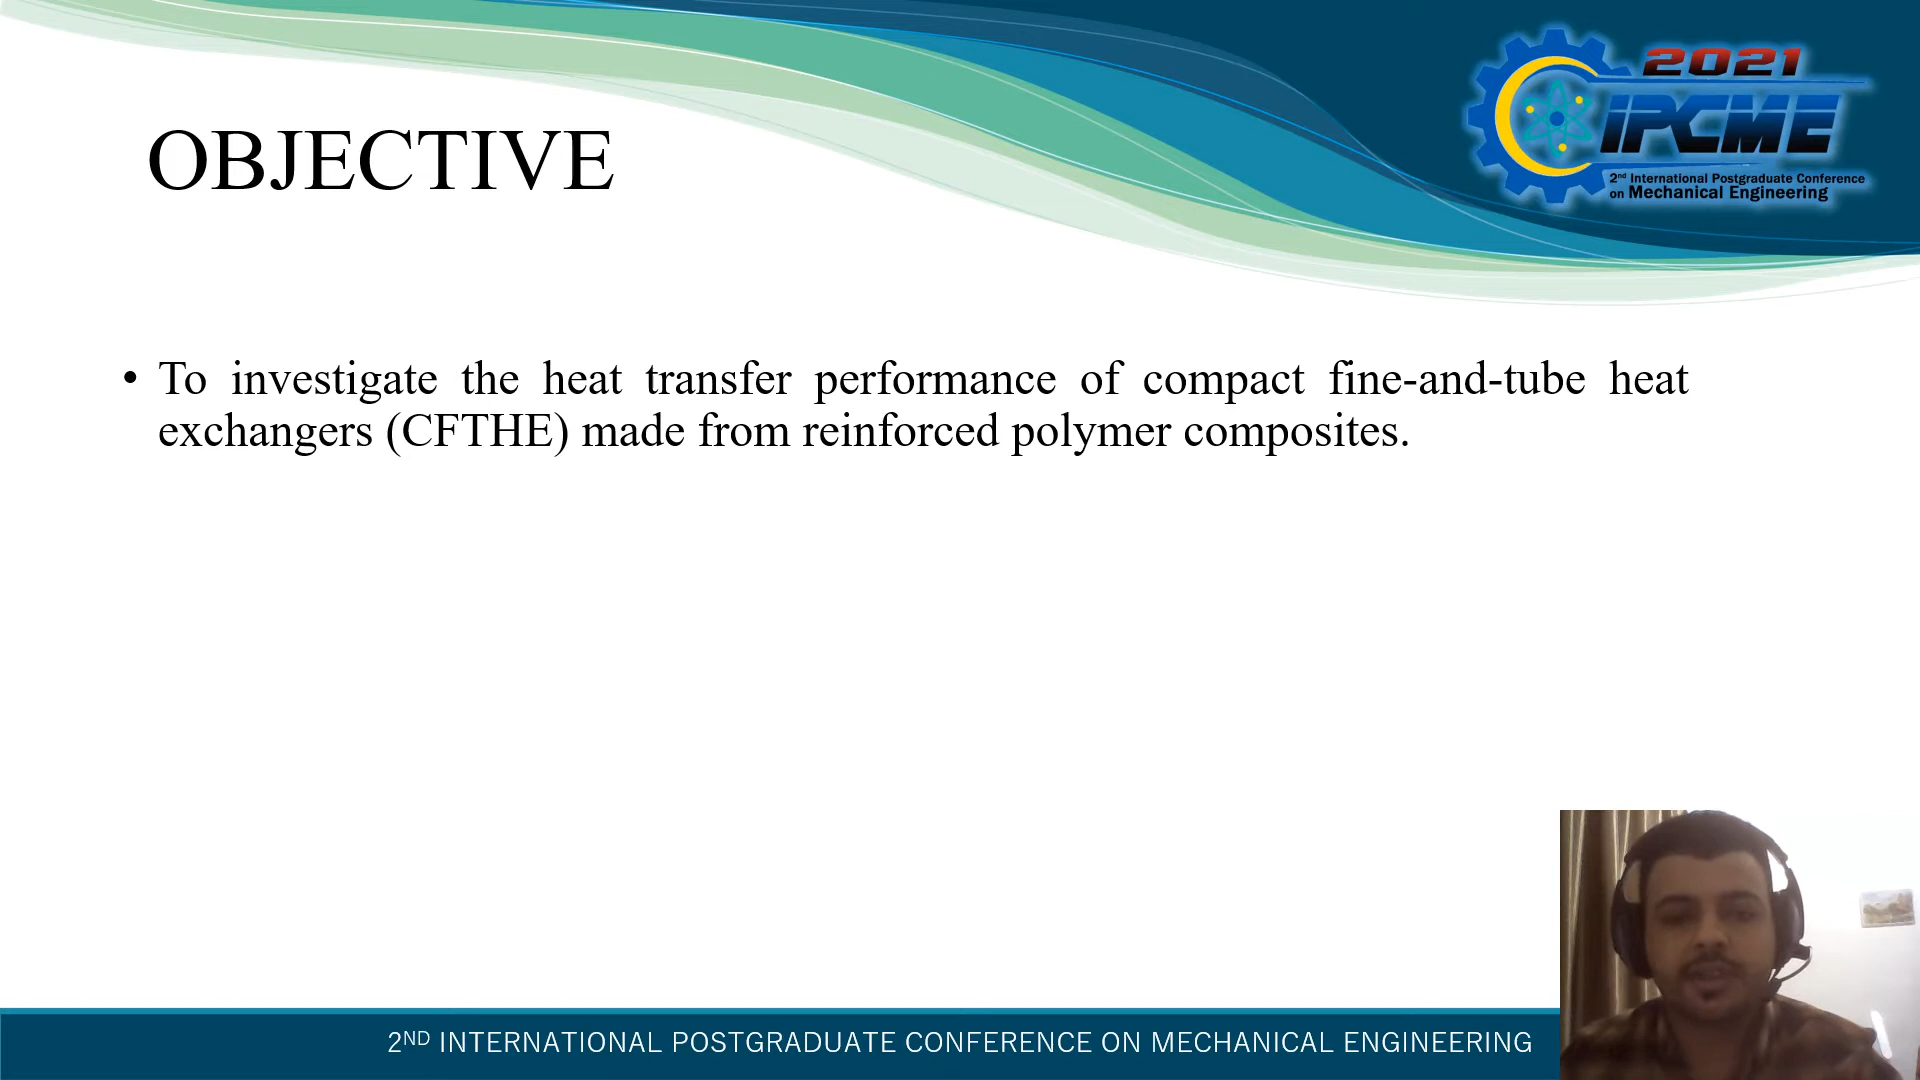 2021
IPCME
2nd International Postgraduate Conference
on Mechanical Engineering
OBJECTIVE
• To investigate the heat transfer performance of compact fine-and-tube heat
exchangers (CFTHE) made from reinforced polymer composites.
2ND INTERNATIONAL POSTGRADUATE CONFERENCE ON MECHANICAL ENGINEERING